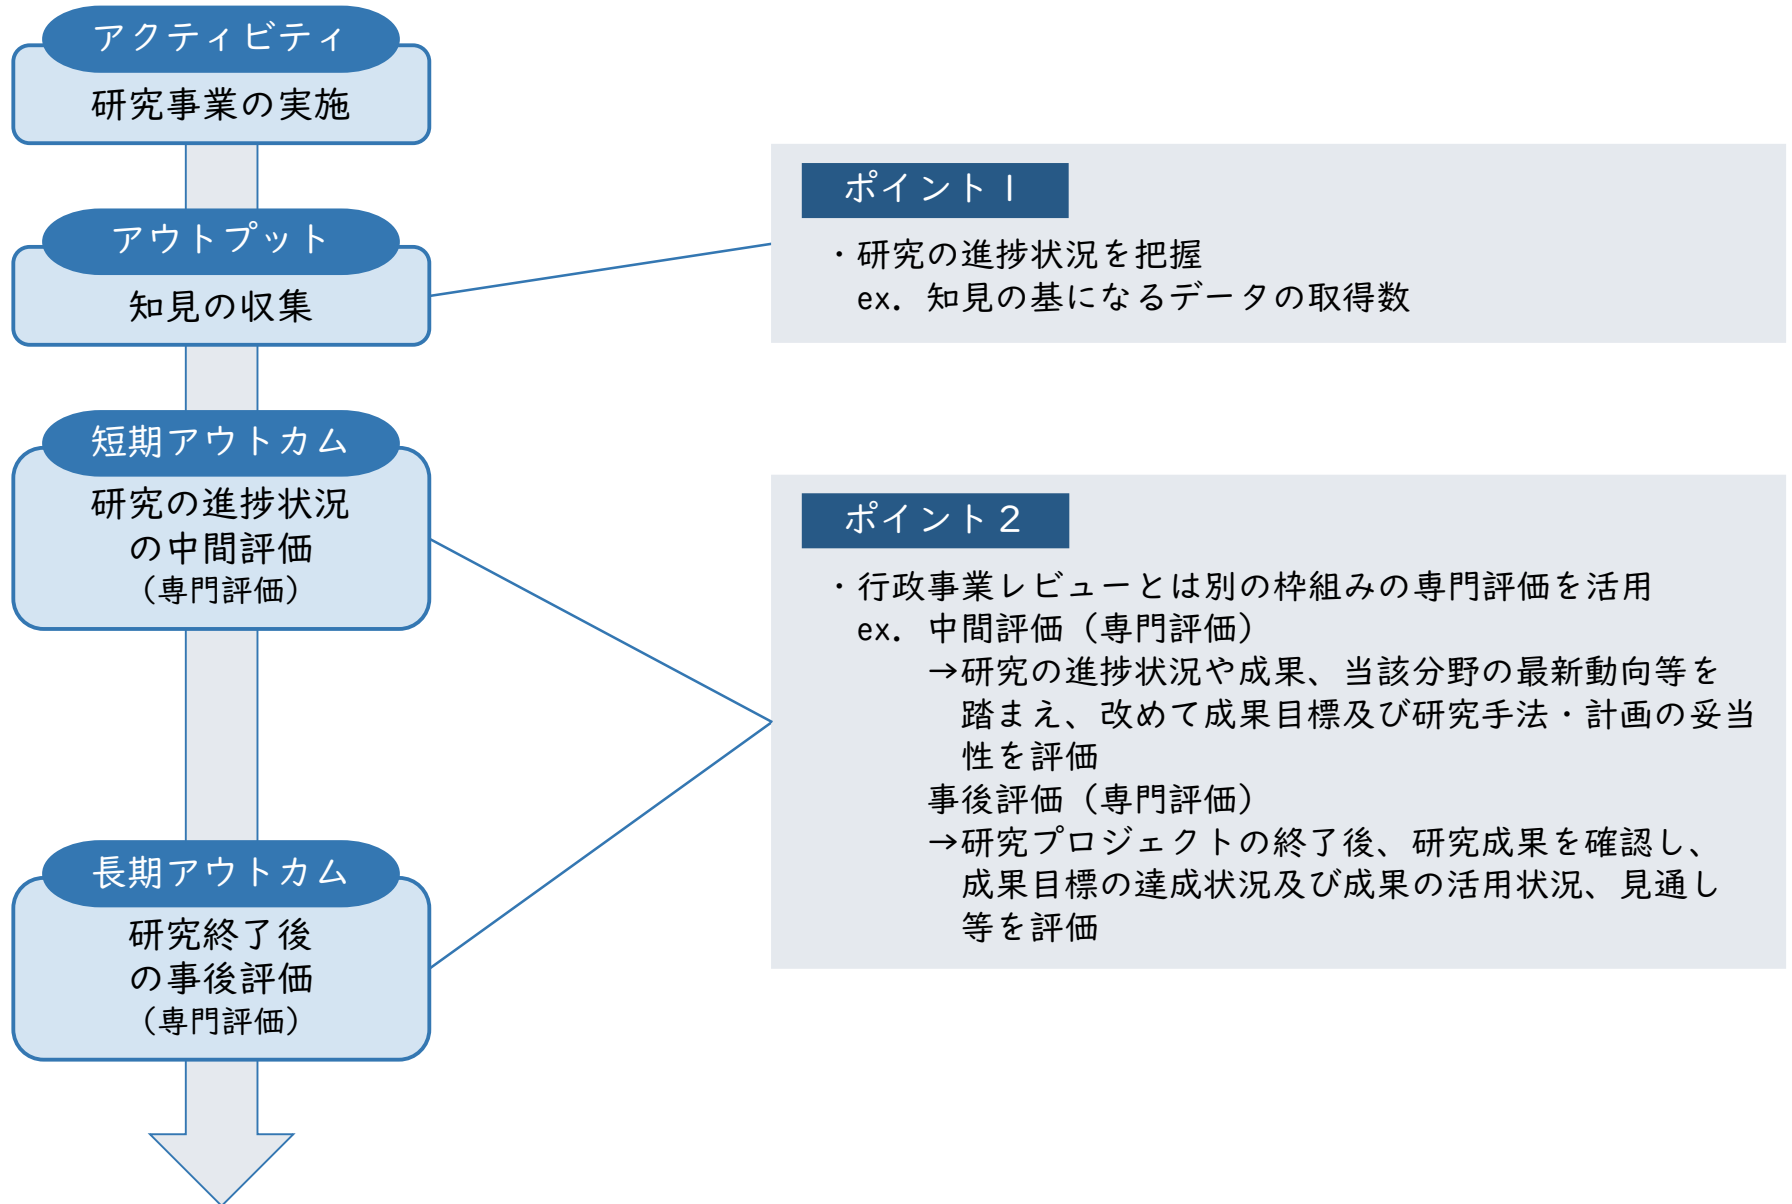 アクティビティ
研究事業の実施
アウトプット
知見の収集
短期アウトカム
研究の進捗状況
の中間評価
（専門評価）
長期アウトカム
研究終了後
の事後評価
（専門評価）
ポイント１
・研究の進捗状況を把握
ex．知見の基になるデータの取得数
ポイント２
・行政事業レビューとは別の枠組みの専門評価を活用
ex．中間評価（専門評価）
→研究の進捗状況や成果、当該分野の最新動向等を
踏まえ、改めて成果目標及び研究手法・計画の妥当
性を評価
事後評価（専門評価）
→研究プロジェクトの終了後、研究成果を確認し、
成果目標の達成状況及び成果の活用状況、見通し
等を評価